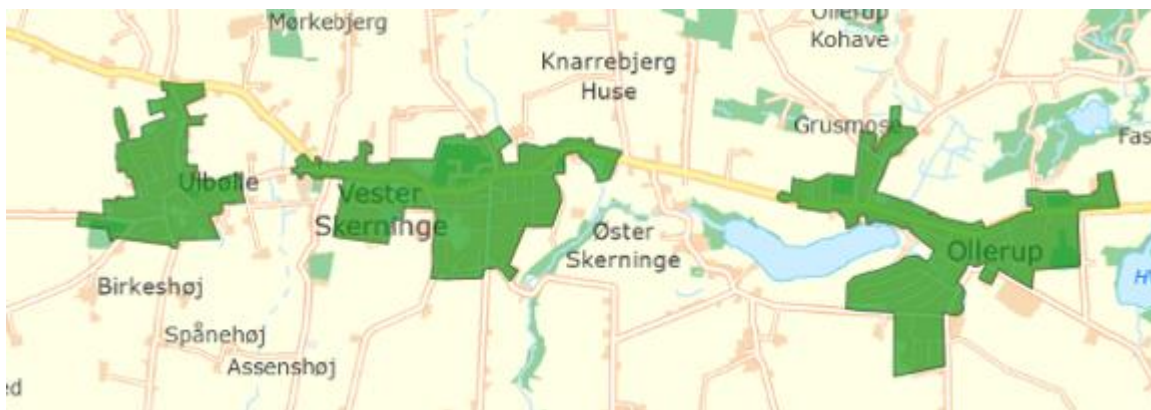 Mørkebjerg
Ollerup
Kohave
Knarrebjerg
Huse
Grusmose
Fas
Ulbølle
Vester
Skerninge
Øster
Skerninge
Ollerup
Birkeshøj
Spånehøj
Assenshøj
ed